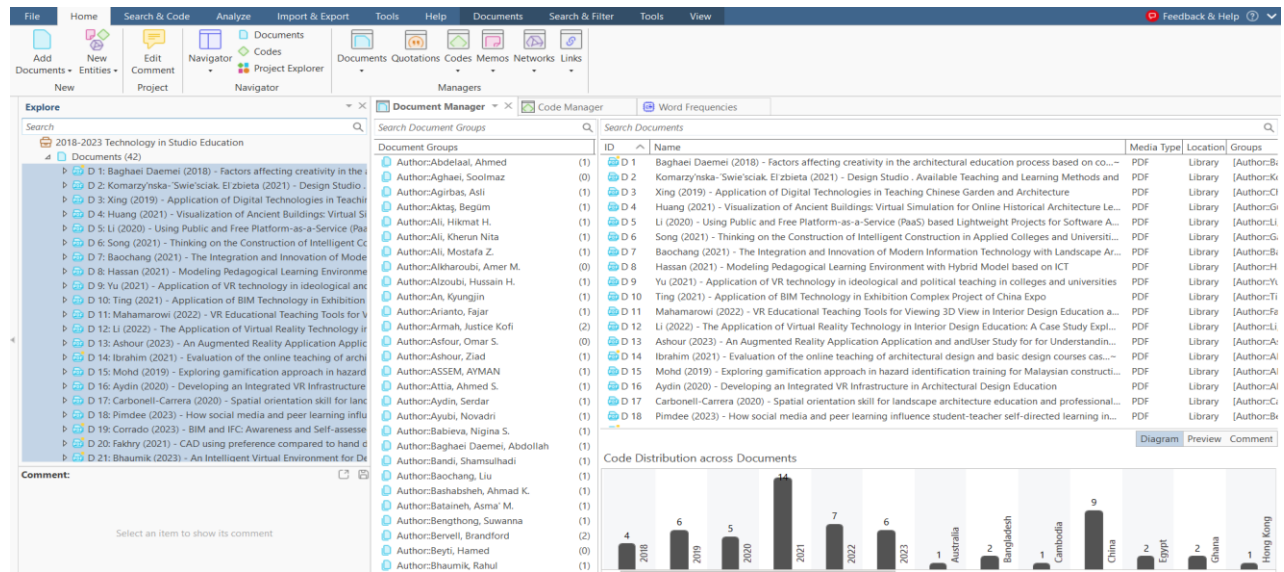 File Home Search & Code Analyze Import & Export Tools Help Documents Search & Filter Tools View Feedback & Help
Add Documents
New Entities
Edit Comment
Navigator
Documents
Codes
Project Explorer
Documents Quotations Codes Memos Networks Links
New Project Navigator Managers
Explore
Search
2018-2023 Technology in Studio Education
Documents (42)
D 1: Baghaei Daemei (2018) - Factors affecting creativity in the
D 2: Komarzy'nska-´Swie'sciak. El˙zbieta (2021) - Design Studio .
D 3: Xing (2019) - Application of Digital Technologies in Teachin
D 4: Huang (2021) - Visualization of Ancient Buildings: Virtual Si
D 5: Li (2020) - Using Public and Free Platform-as-a-Service (Paa
D 6: Song (2021) - Thinking on the Construction of Intelligent Co
D 7: Baochang (2021) - The Integration and Innovation of Mode
D 8: Hassan (2021) - Modeling Pedagogical Learning Environme
D 9: Yu (2021) - Application of VR technology in ideological and
D 10: Ting (2021) - Application of BIM Technology in Exhibition
D 11: Mahamarowi (2022) - VR Educational Teaching Tools for V
D 12: Li (2022) - The Application of Virtual Reality Technology in
D 13: Ashour (2023) - An Augmented Reality Application Applic
D 14: Ibrahim (2021) - Evaluation of the online teaching of archi
D 15: Mohd (2019) - Exploring gamification approach in hazard
D 16: Aydin (2020) - Developing an Integrated VR Infrastructure
D 17: Carbonell-Carrera (2020) - Spatial orientation skill for land
D 18: Pimdee (2023) - How social media and peer learning influ
D 19: Corrado (2023) - BIM and IFC: Awareness and Self-assesse
D 20: Fakhry (2021) - CAD using preference compared to hand d
D 21: Bhaumik (2023) - An Intelligent Virtual Environment for De
Comment:
Select an item to show its comment
Document Manager
Code Manager
Word Frequencies
Search Document Groups
Document Groups
Author::Abdelaal, Ahmed (1)
Author::Aghaei, Soolmaz (0)
Author::Agirbas, Asli (1)
Author::Aktaş, Begüm (1)
Author::Ali, Hikmat H. (1)
Author::Ali, Kherun Nita (1)
Author::Ali, Mostafa Z. (1)
Author::Alkharoubi, Amer M. (0)
Author::Alzoubi, Hussain H. (1)
Author::An, Kyungjin (1)
Author::Arianto, Fajar (1)
Author::Armah, Justice Kofi (2)
Author::Asfour, Omar S. (0)
Author::Ashour, Ziad (1)
Author::ASSEM, AYMAN (1)
Author::Attia, Ahmed S. (1)
Author::Aydin, Serdar (1)
Author::Ayubi, Novadri (1)
Author::Babieva, Nigina S. (1)
Author::Baghaei Daemei, Abdollah (1)
Author::Bandi, Shamsulhadi (1)
Author::Baochang, Liu (1)
Author::Bashabsheh, Ahmad K. (1)
Author::Bataineh, Asma' M. (1)
Author::Bengthong, Suwanna (1)
Author::Bervell, Brandford (2)
Author::Beyti, Hamed (0)
Author::Bhaumik, Rahul (1)
Search Documents
ID Name Media Type Location Groups
D 1 Baghaei Daemei (2018) - Factors affecting creativity in the architectural education process based on co...~ PDF Library [Author::Ba
D 2 Komarzy'nska-´Swie'sciak. El˙zbieta (2021) - Design Studio . Available Teaching and Learning Methods and PDF Library [Author::Ko
D 3 Xing (2019) - Application of Digital Technologies in Teaching Chinese Garden and Architecture PDF Library [Author::Cl
D 4 Huang (2021) - Visualization of Ancient Buildings: Virtual Simulation for Online Historical Architecture Le... PDF Library [Author::H
D 5 Li (2020) - Using Public and Free Platform-as-a-Service (PaaS) based Lightweight Projects for Software A... PDF Library [Author::Li,
D 6 Song (2021) - Thinking on the Construction of Intelligent Construction in Applied Colleges and Universiti... PDF Library [Author::G
D 7 Baochang (2021) - The Integration and Innovation of Modern Information Technology with Landscape Ar... PDF Library [Author::Ba
D 8 Hassan (2021) - Modeling Pedagogical Learning Environment with Hybrid Model based on ICT PDF Library [Author::H
D 9 Yu (2021) - Application of VR technology in ideological and political teaching in colleges and universities PDF Library [Author::Yu
D 10 Ting (2021) - Application of BIM Technology in Exhibition Complex Project of China Expo PDF Library [Author::Ti
D 11 Mahamarowi (2022) - VR Educational Teaching Tools for Viewing 3D View in Interior Design Education a... PDF Library [Author::Fa
D 12 Li (2022) - The Application of Virtual Reality Technology in Interior Design Education: A Case Study Expl... PDF Library [Author::Li,
D 13 Ashour (2023) - An Augmented Reality Application Application and andUser Study for for Understandin... PDF Library [Author::As
D 14 Ibrahim (2021) - Evaluation of the online teaching of architectural design and basic design courses cas...~ PDF Library [Author::Al
D 15 Mohd (2019) - Exploring gamification approach in hazard identification training for Malaysian constructi... PDF Library [Author::Al
D 16 Aydin (2020) - Developing an Integrated VR Infrastructure in Architectural Design Education PDF Library [Author::Al
D 17 Carbonell-Carrera (2020) - Spatial orientation skill for landscape architecture education and professional... PDF Library [Author::Ca
D 18 Pimdee (2023) - How social media and peer learning influence student-teacher self-directed learning in... PDF Library [Author::Be
Diagram Preview Comment
Code Distribution across Documents
4 2018
6 2019
5 2020
14 2021
7 2022
6 2023
1 Australia
2 Bangladesh
1 Cambodia
9 China
2 Egypt
2 Ghana
1 Hong Kong